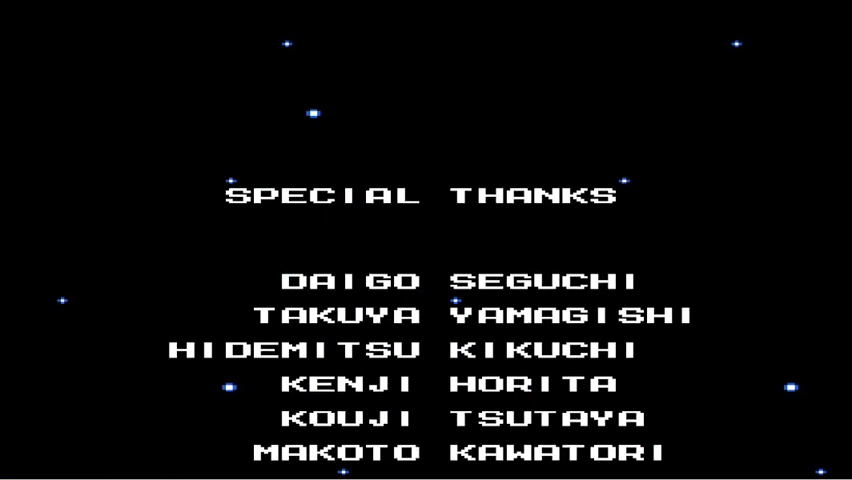 SPECIAL THANKS
DAIGO SEGUCHI
TAKUYA YAMAGISHI
HIDEMITSU KIKUCHI
KENJI HORITA
KOUJI TSUTAYA
MAKOTO KAWATORI